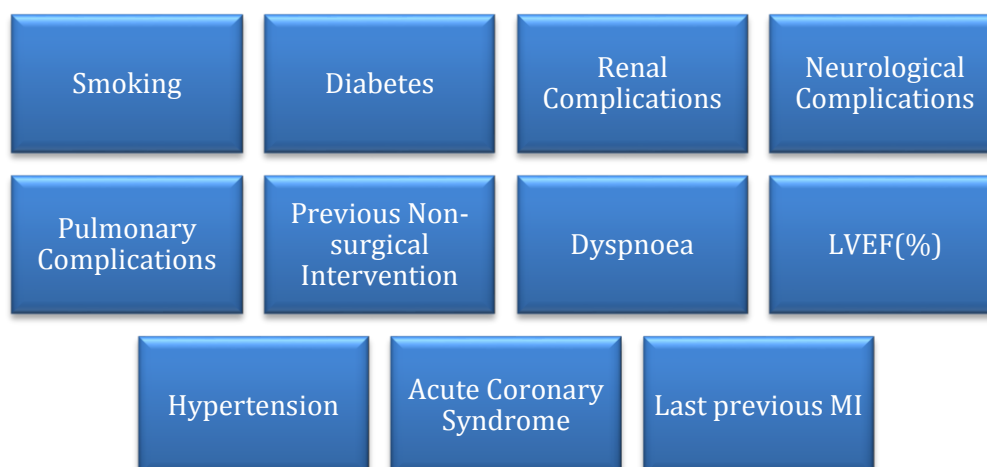 Smoking
Diabetes
Renal
Complications
Neurological
Complications
Pulmonary
Complications
Previous Non-
surgical
Intervention
Dyspnoea
LVEF(%)
Hypertension
Acute Coronary
Syndrome
Last previous MI